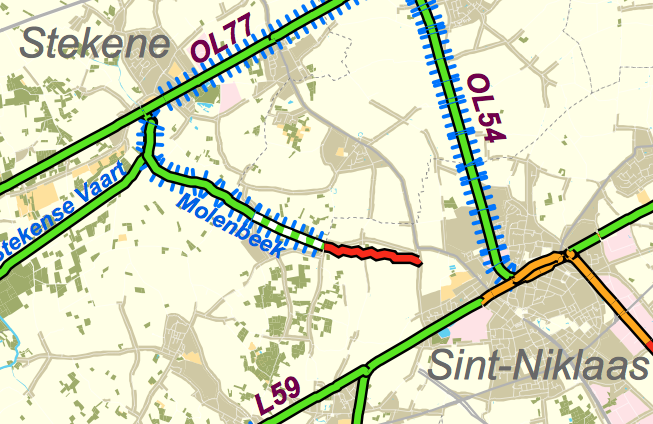 Stekene
OL77
OL54
Stekense Vaart
Molenbeek
Sint-Niklaas
L59